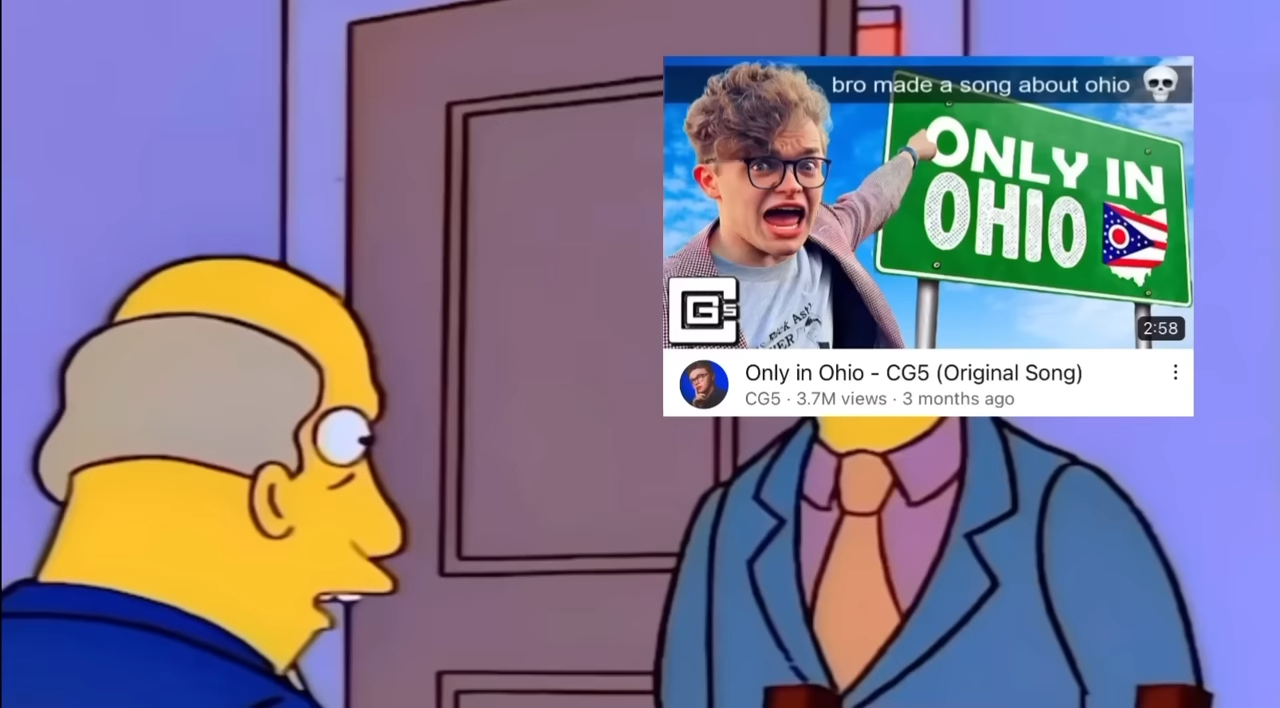 bro made a song about ohio 💀
ONLY IN
OHIO
G5
2:58
Only in Ohio - CG5 (Original Song)
CG5 · 3.7M views · 3 months ago